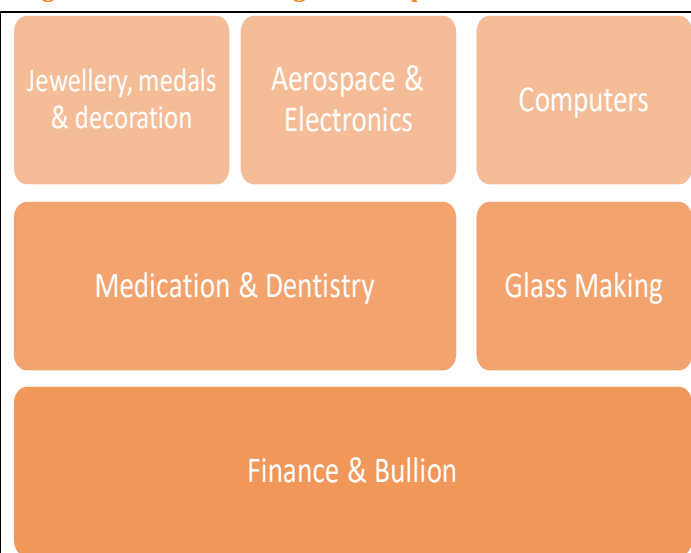 Jewellery, medals
& decoration
Aerospace &
Electronics
Computers
Medication & Dentistry
Glass Making
Finance & Bullion